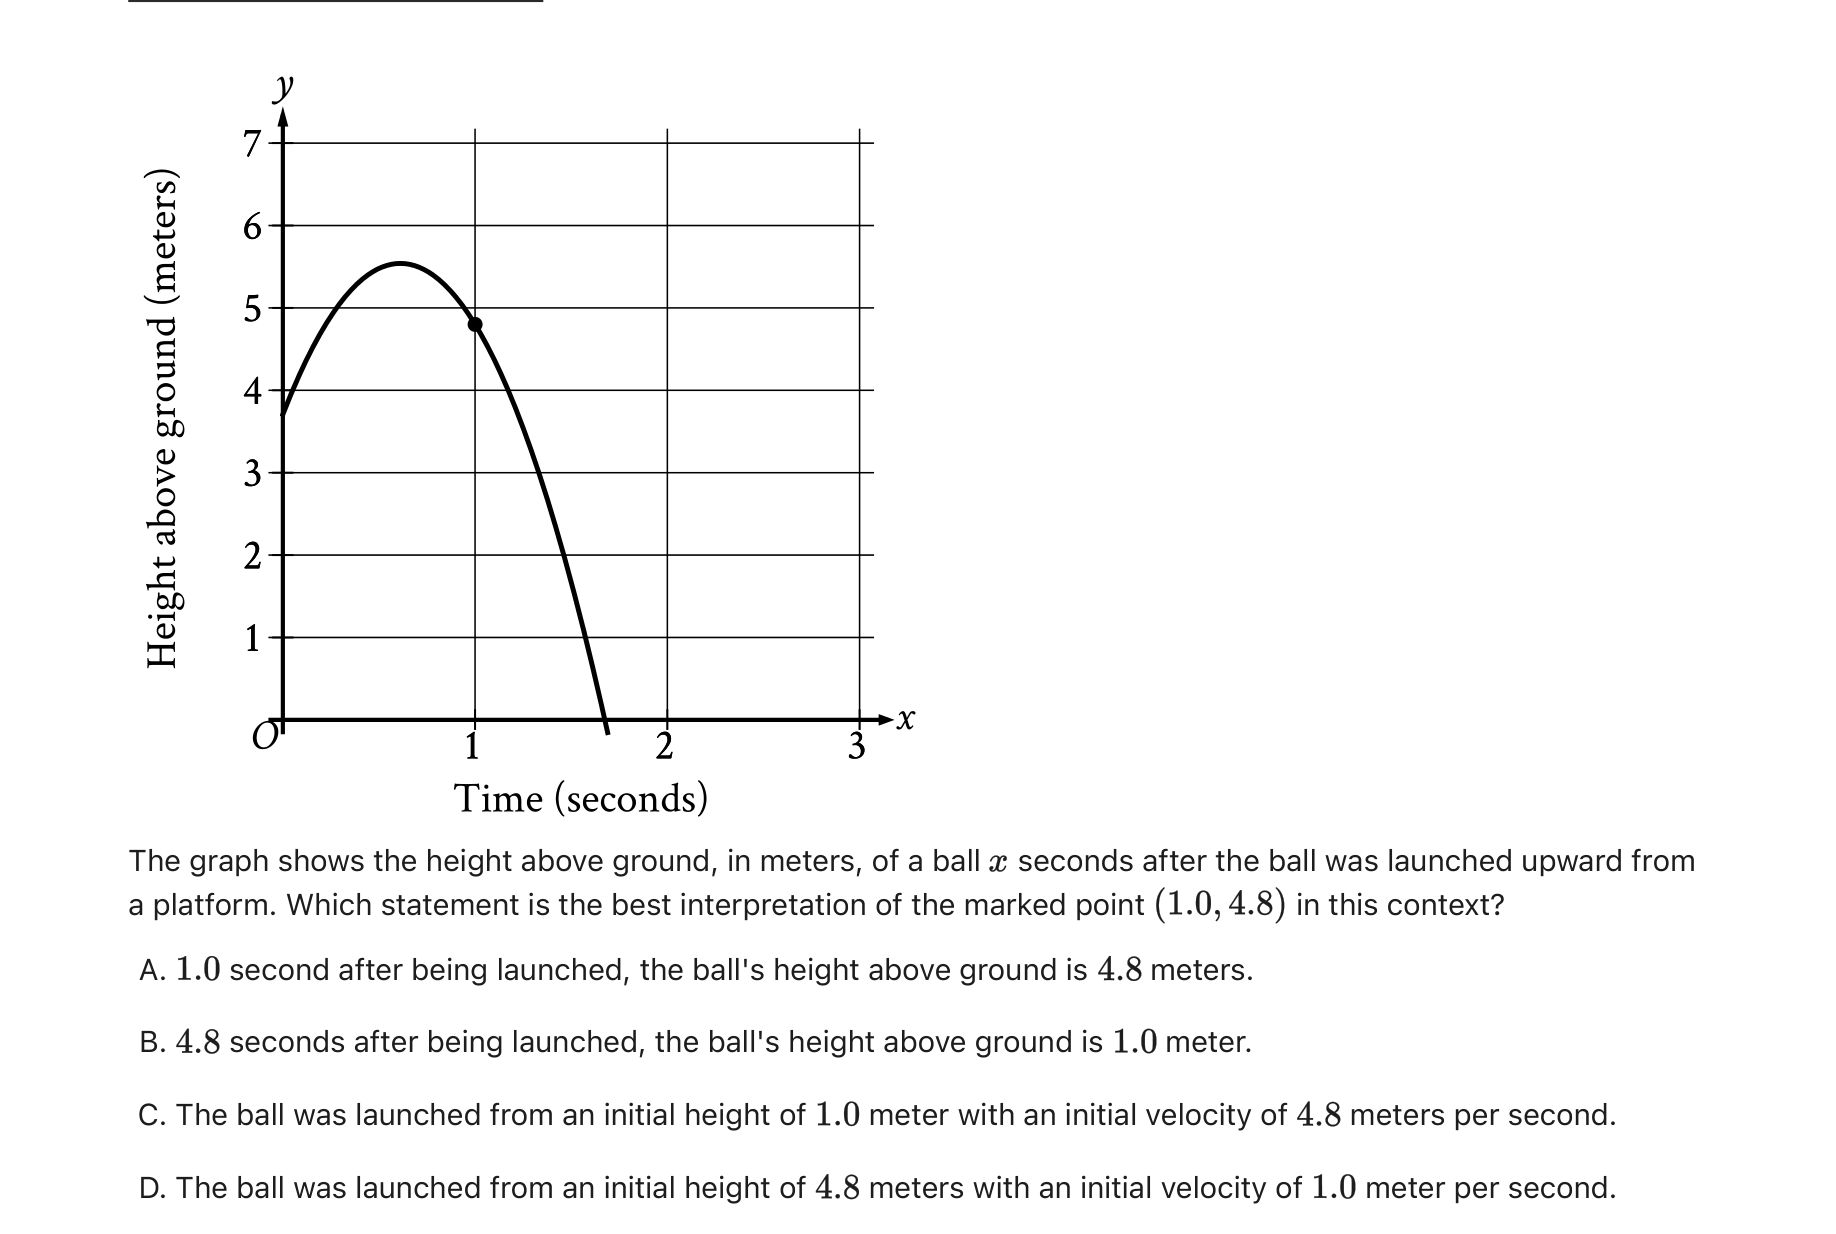 y
7
6
5
4
3
2
1
O
1 2 3
x
Height above ground (meters)
Time (seconds)
The graph shows the height above ground, in meters, of a ball x seconds after the ball was launched upward from
a platform. Which statement is the best interpretation of the marked point (1.0, 4.8) in this context?
A. 1.0 second after being launched, the ball's height above ground is 4.8 meters.
B. 4.8 seconds after being launched, the ball's height above ground is 1.0 meter.
C. The ball was launched from an initial height of 1.0 meter with an initial velocity of 4.8 meters per second.
D. The ball was launched from an initial height of 4.8 meters with an initial velocity of 1.0 meter per second.